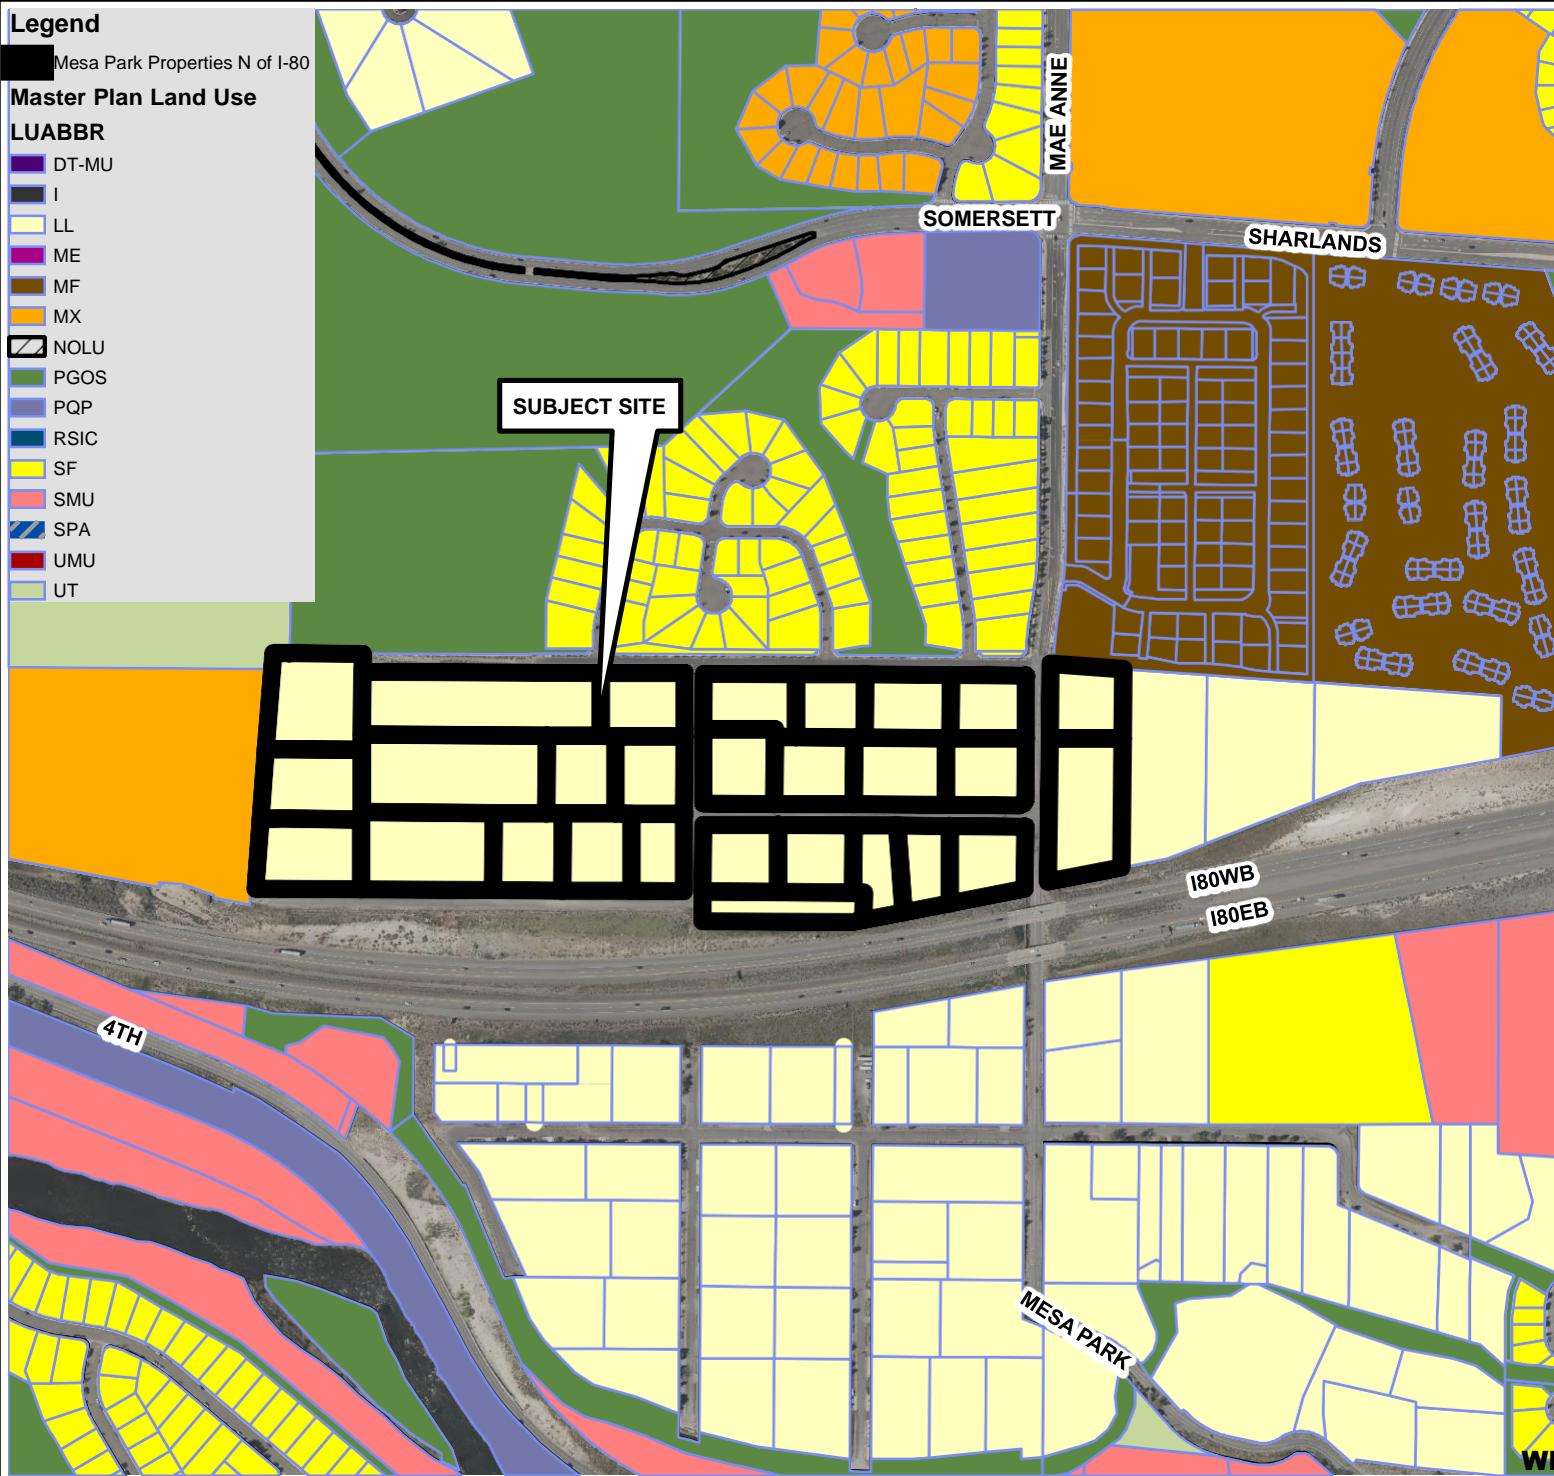 Legend
Mesa Park Properties N of I-80
Master Plan Land Use
LUABBR
DT-MU
I
LL
ME
MF
MX
NOLU
PGOS
PQP
RSIC
SF
SMU
SPA
UMU
UT
MAE ANNE
SOMERSETT
SHARLANDS
SUBJECT SITE
I80WB
I80EB
4TH
MESA PARK